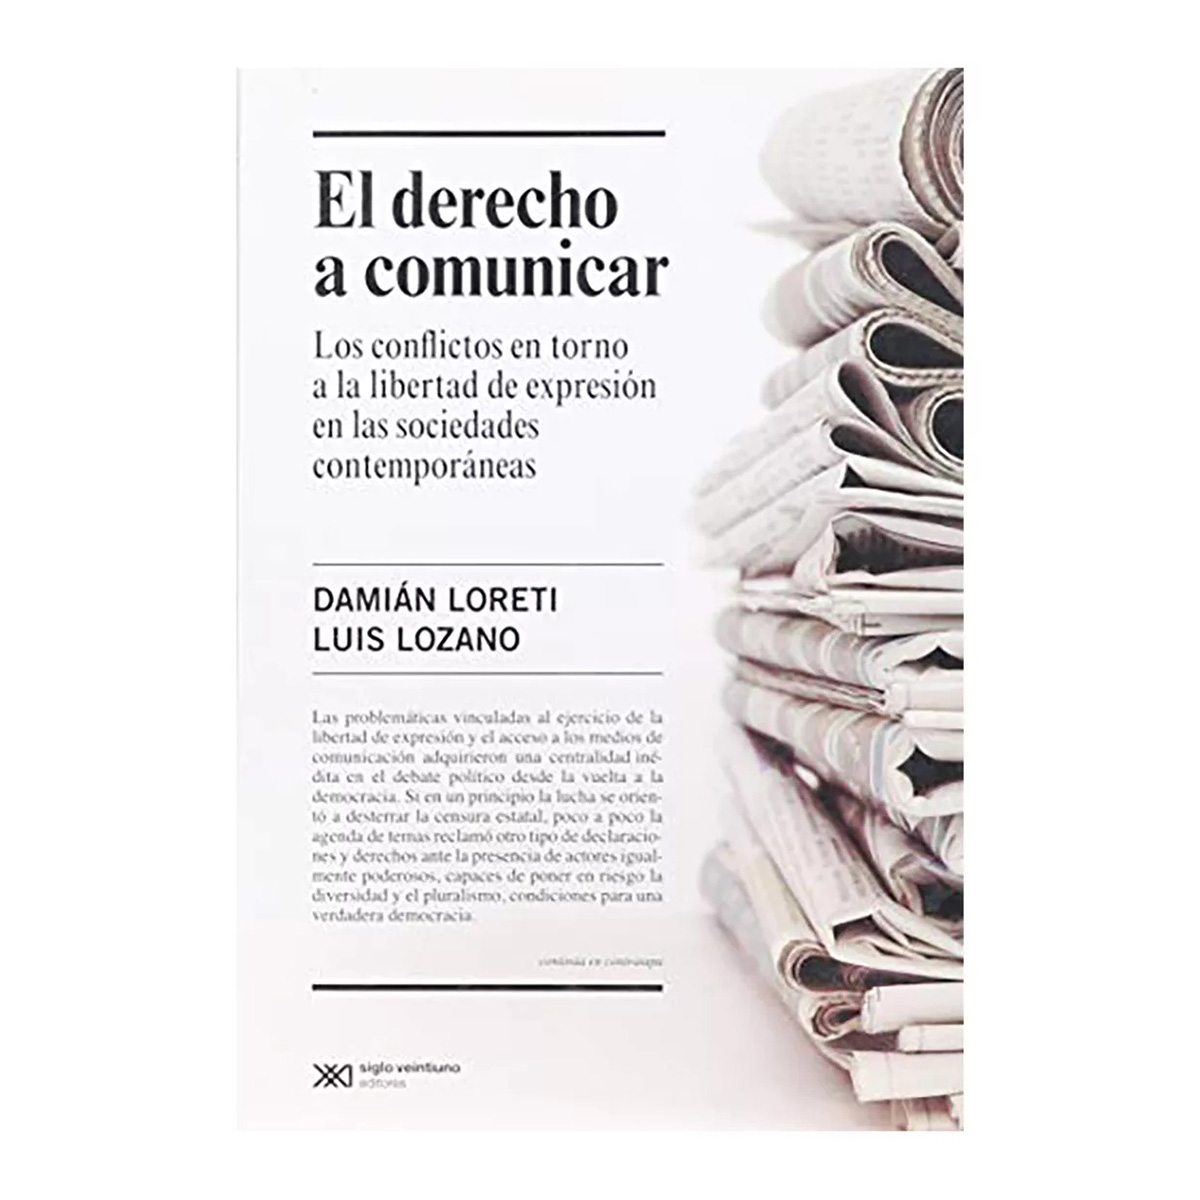 El derecho
a comunicar
Los conflictos en torno
a la libertad de expresión
en las sociedades
contemporáneas
DAMIÁN LORETI
LUIS LOZANO
Las problemáticas vinculadas al ejercicio de la
libertad de expresión y el acceso a los medios de
comunicación adquirieron una centralidad iné-
dita en el debate político desde la vuelta a la
democracia. Si en un principio la lucha se orien-
tó a desterrar la censura estatal, poco a poco la
agenda de temas reclamó otro tipo de declaracio-
nes y derechos ante la presencia de actores igual-
mente poderosos, capaces de poner en riesgo la
diversidad y el pluralismo, condiciones para una
verdadera democracia.
continúa en contratapa
siglo veintiuno
editores